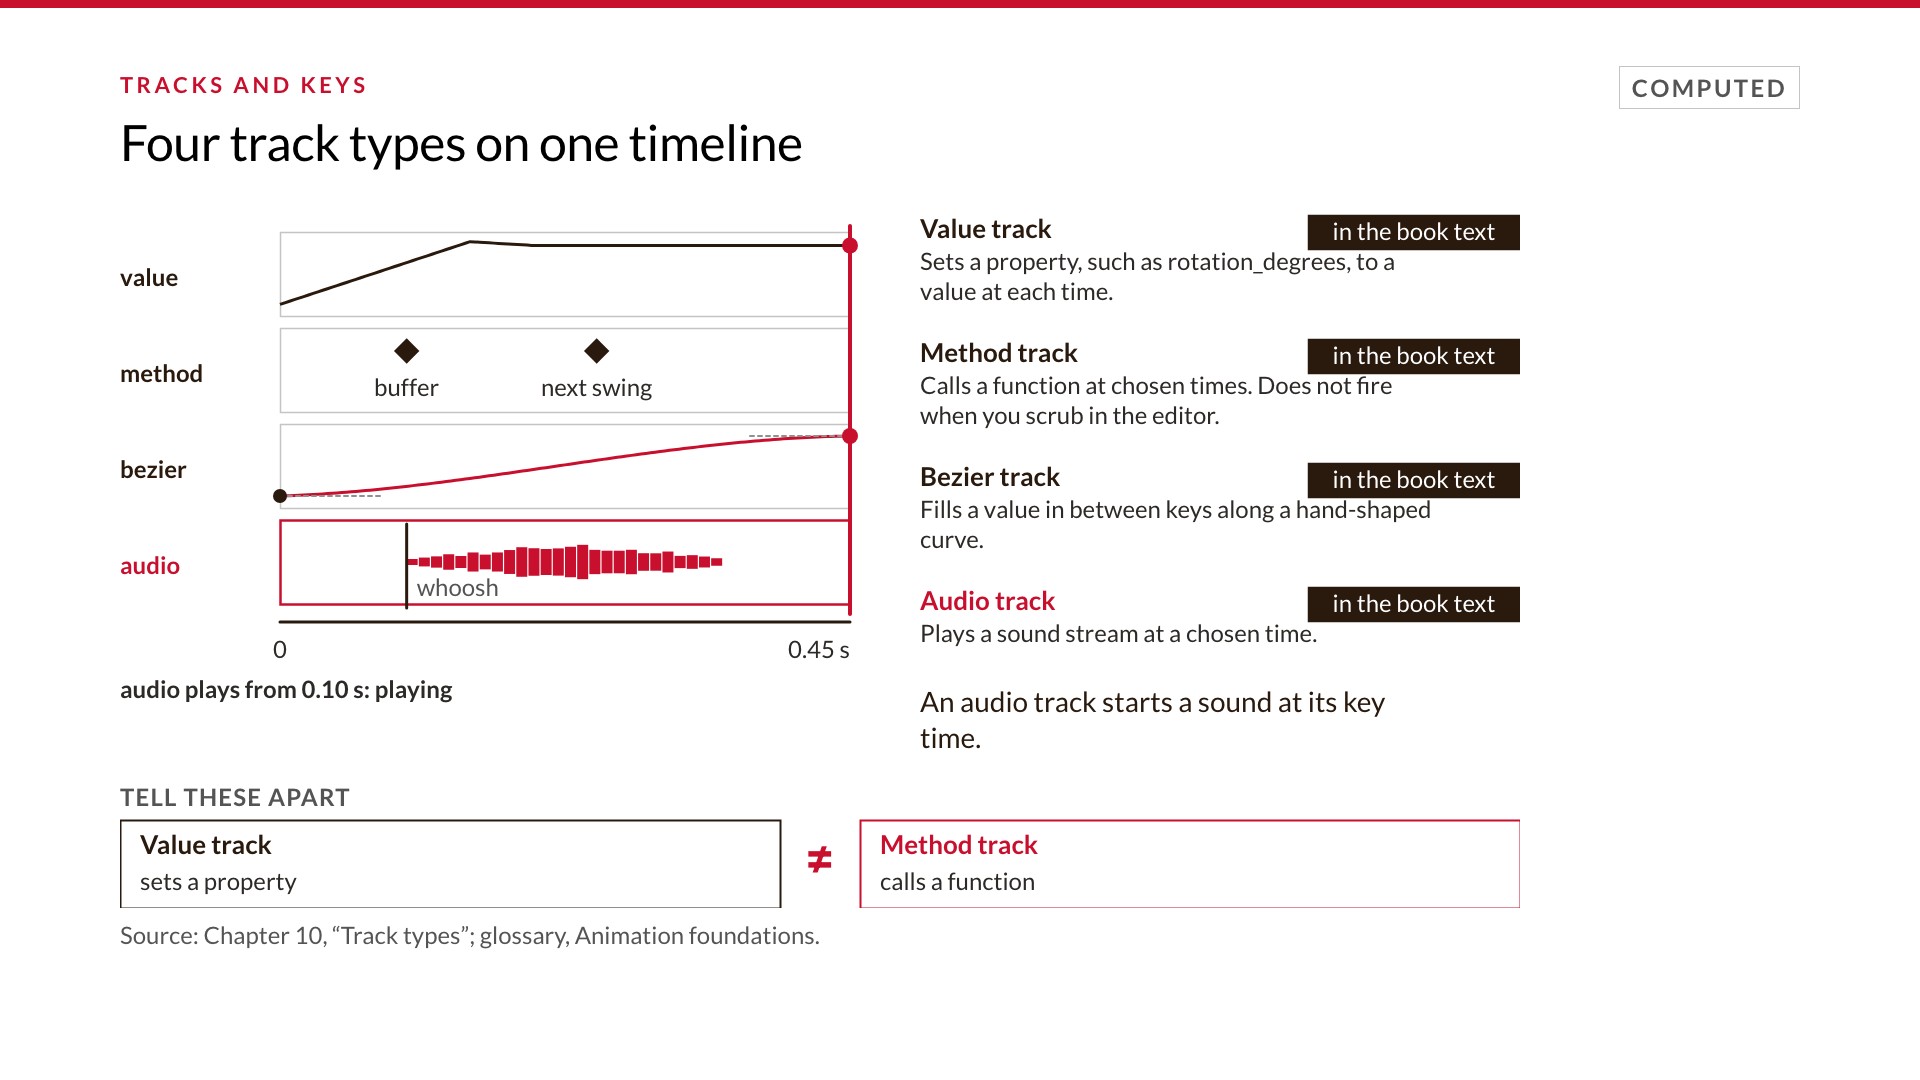 TRACKS AND KEYS
COMPUTED
Four track types on one timeline
value
method
buffer
next swing
bezier
audio
whoosh
0
0.45 s
audio plays from 0.10 s: playing
Value track
in the book text
Sets a property, such as rotation_degrees, to a
value at each time.
Method track
in the book text
Calls a function at chosen times. Does not fire
when you scrub in the editor.
Bezier track
in the book text
Fills a value in between keys along a hand-shaped
curve.
Audio track
in the book text
Plays a sound stream at a chosen time.
An audio track starts a sound at its key
time.
TELL THESE APART
Value track
sets a property
≠
Method track
calls a function
Source: Chapter 10, “Track types”; glossary, Animation foundations.